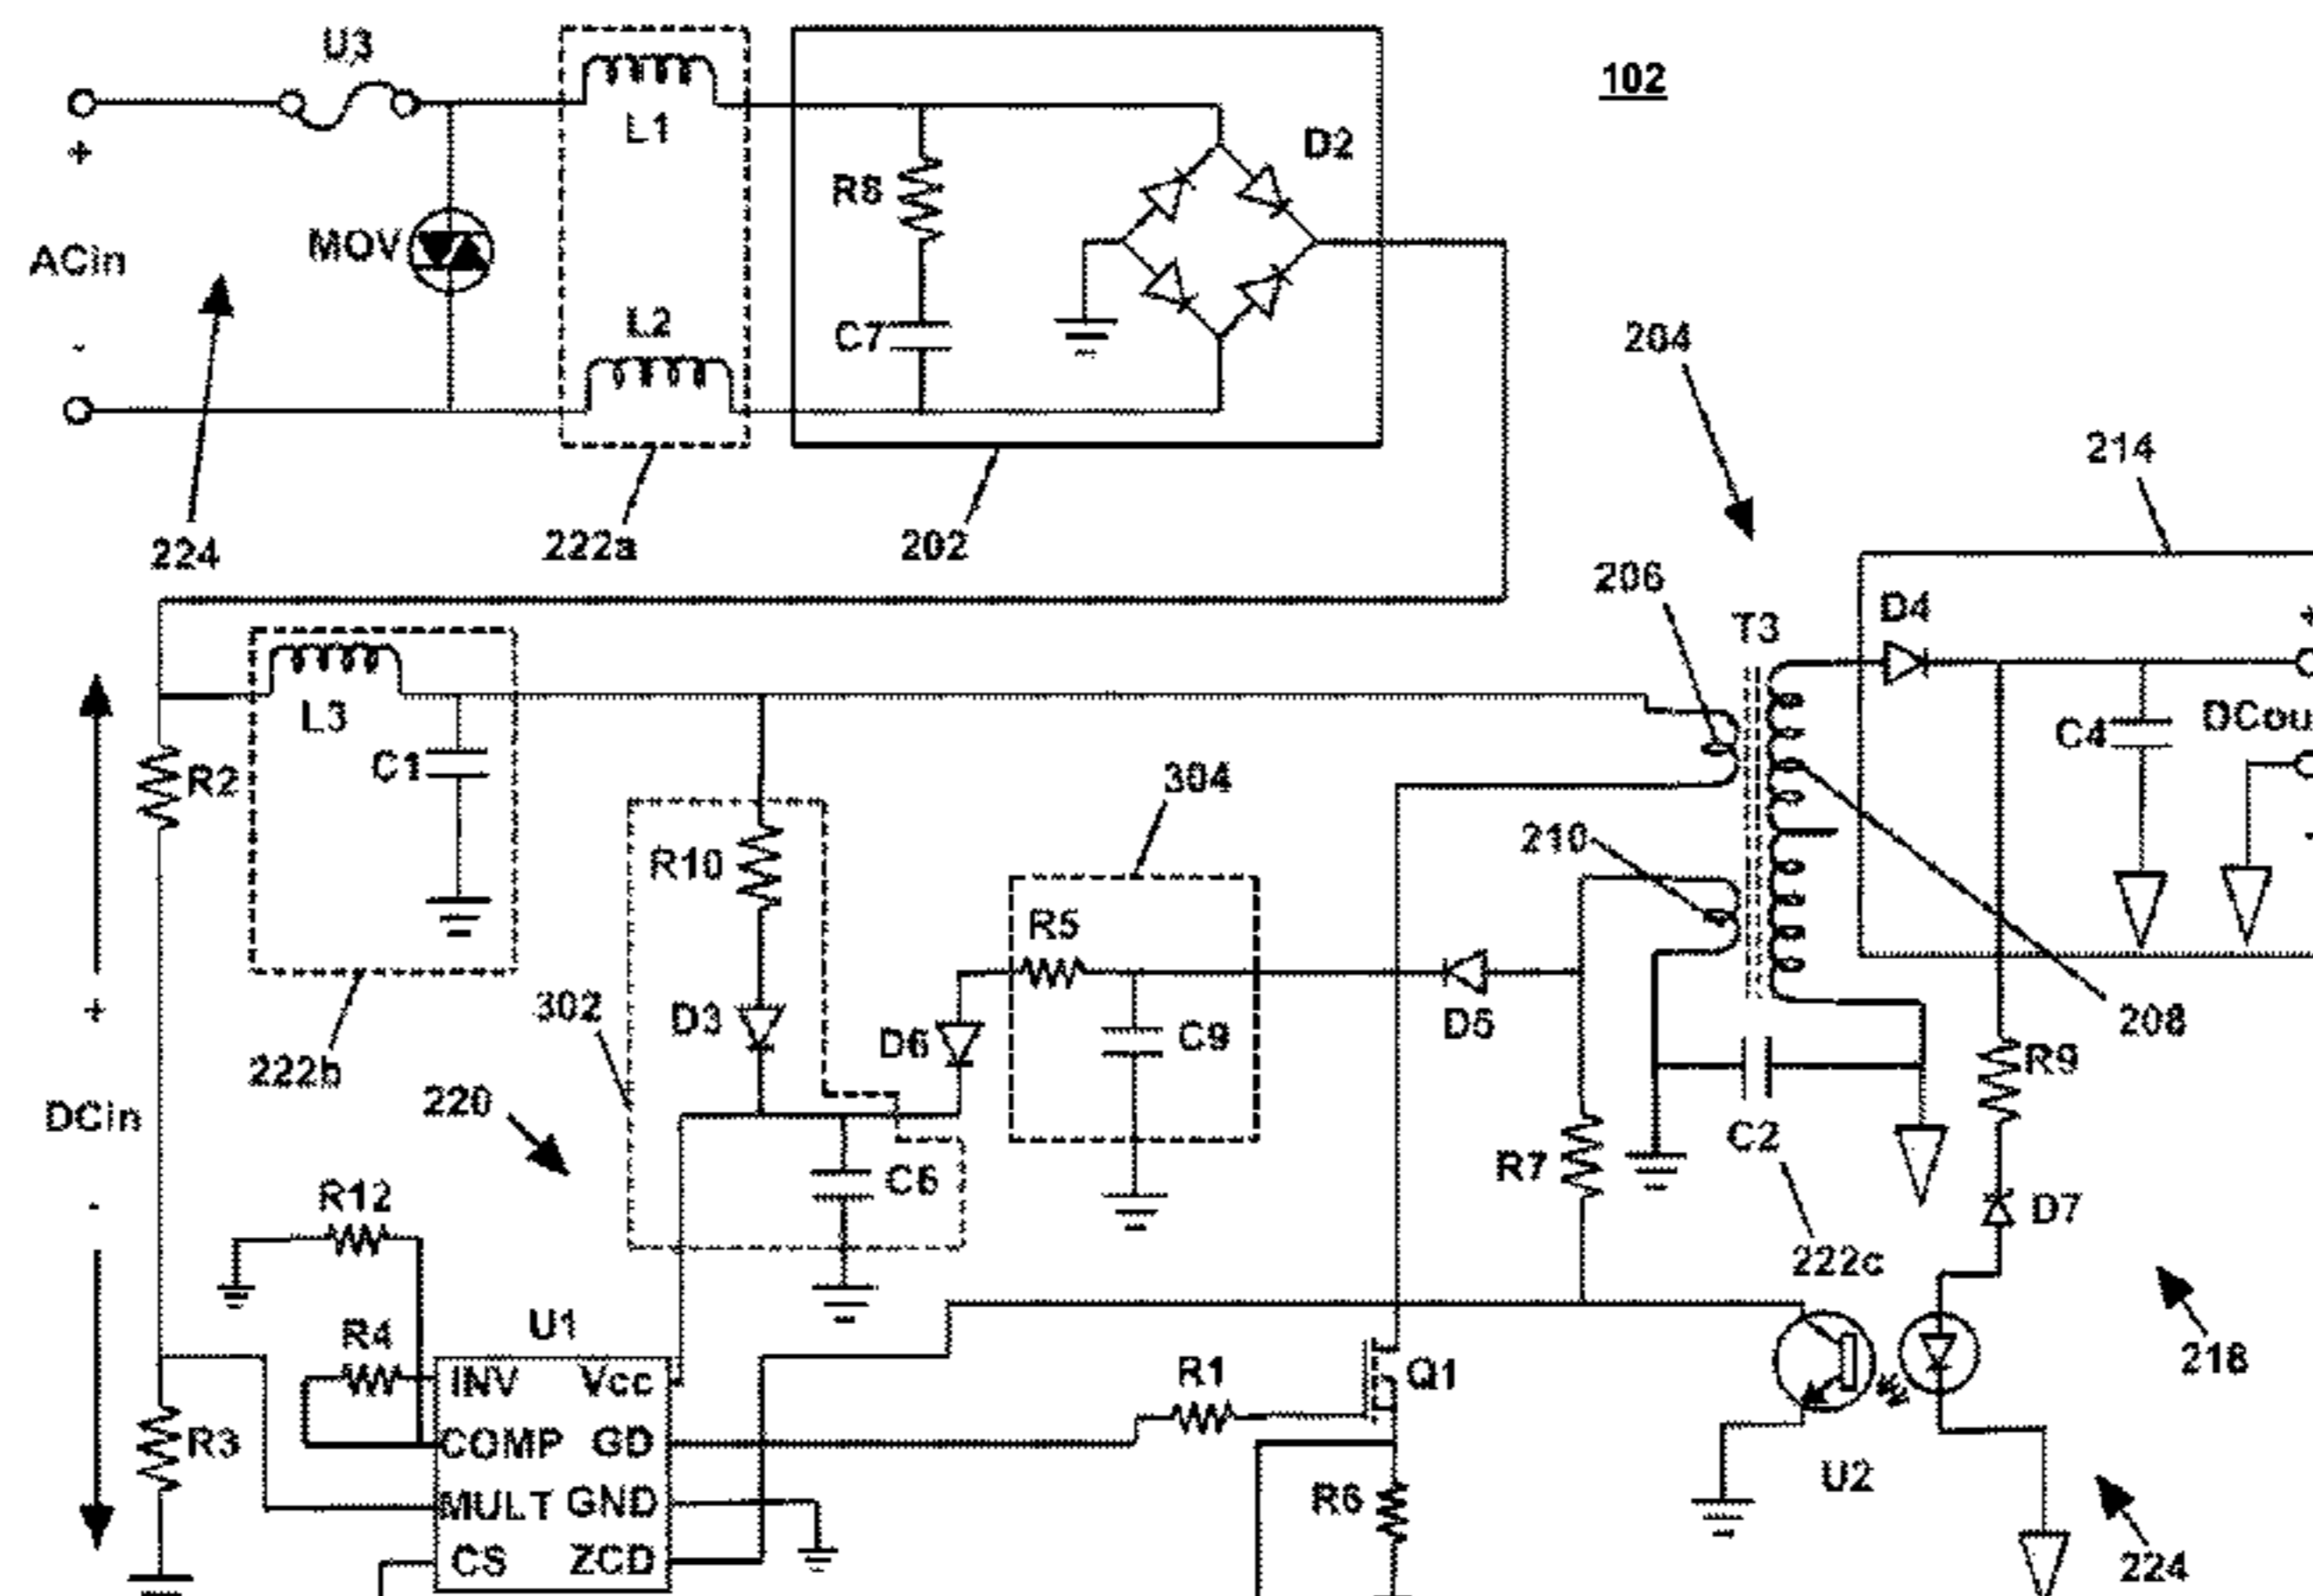 U3
102
L1
D2
R8
MOV
ACin
+
-
L2
C7
204
214
224
222a
202
206
D4
T3
+
L3
C1
R2
304
C4
DCou
-
R10
210
R5
302
D3
D6
C9
D5
208
R9
222b
220
+
DCin
-
C2
R7
C6
D7
R12
222c
218
R4
U1
INV
Vcc
R1
Q1
COMP
GD
R3
MULT
GND
R6
U2
CS
ZCD
224